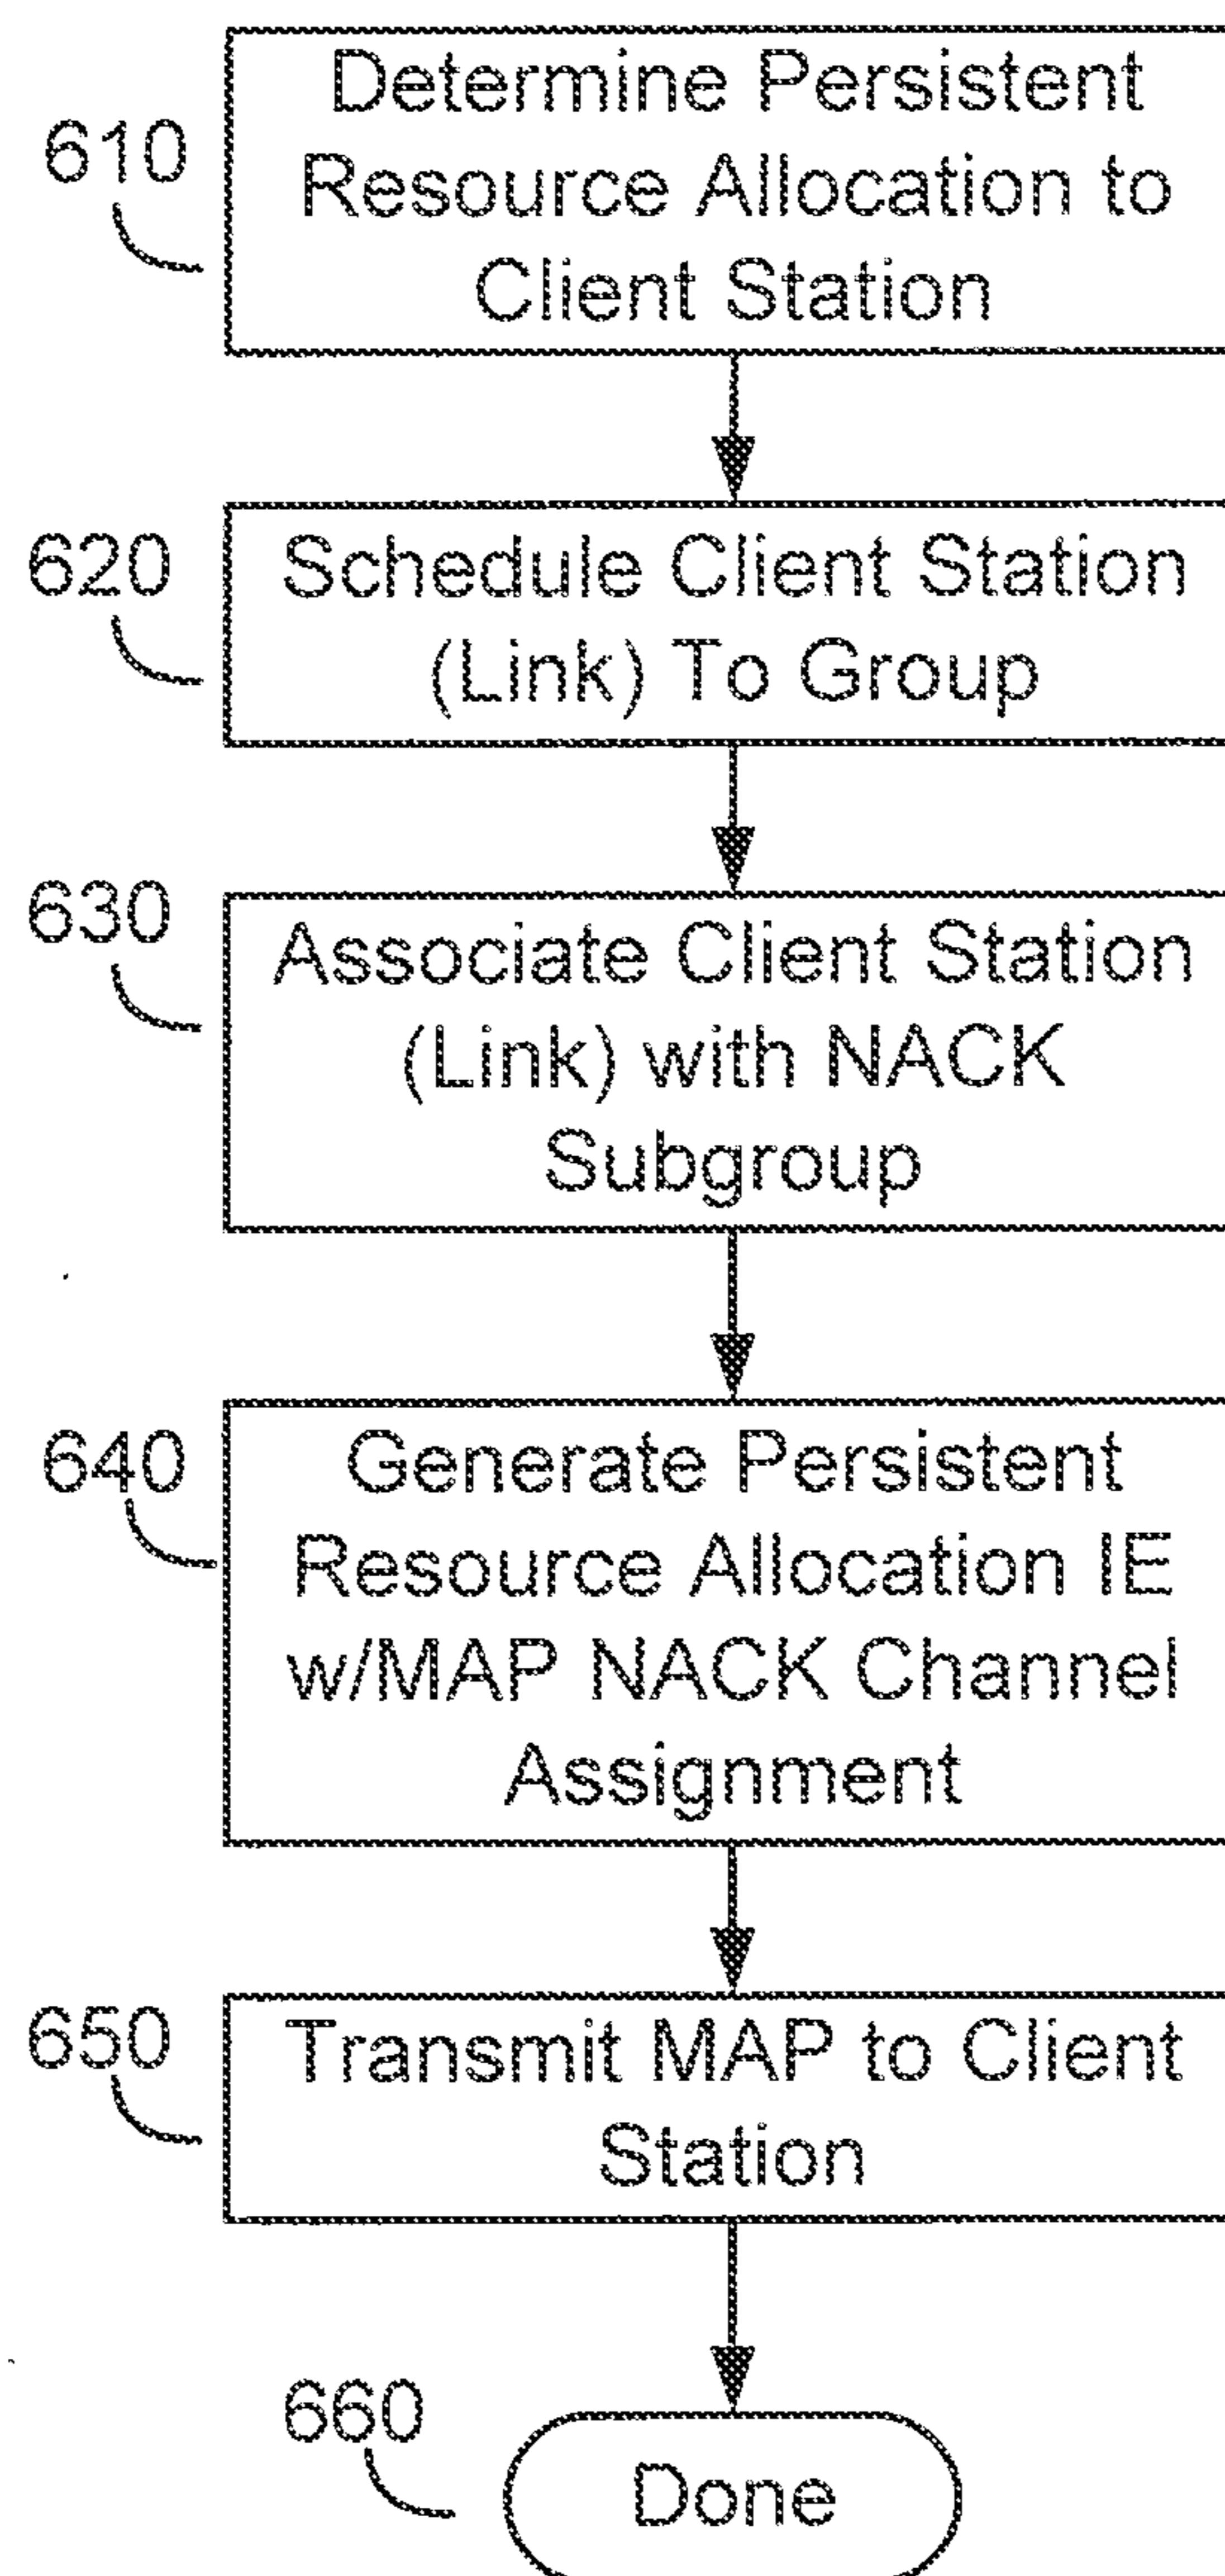 610
Determine Persistent
Resource Allocation to
Client Station
620
Schedule Client Station
(Link) To Group
630
Associate Client Station
(Link) with NACK
Subgroup
640
Generate Persistent
Resource Allocation IE
w/MAP NACK Channel
Assignment
650
Transmit MAP to Client
Station
660
Done